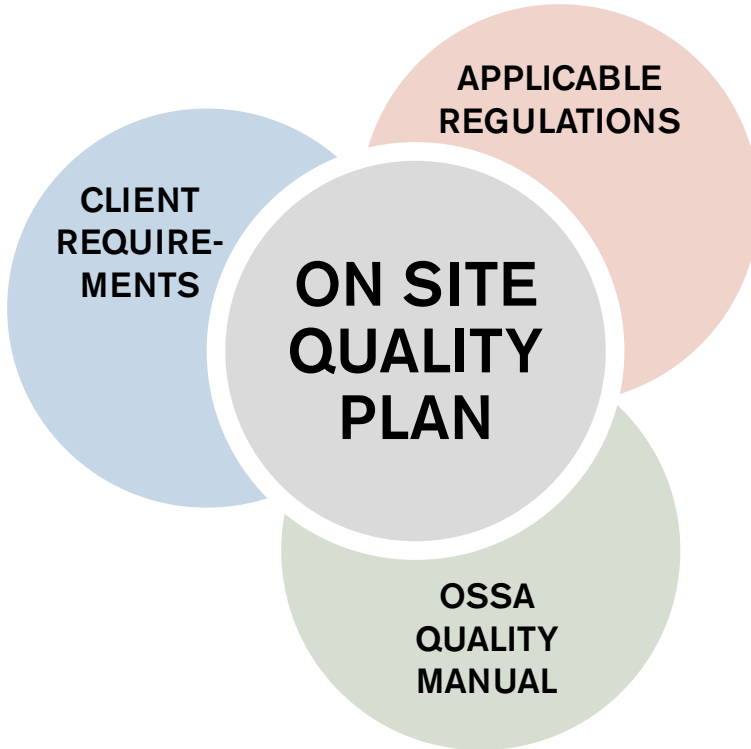 APPLICABLE
REGULATIONS
CLIENT
REQUIRE-
MENTS
ON SITE
QUALITY
PLAN
OSSA
QUALITY
MANUAL